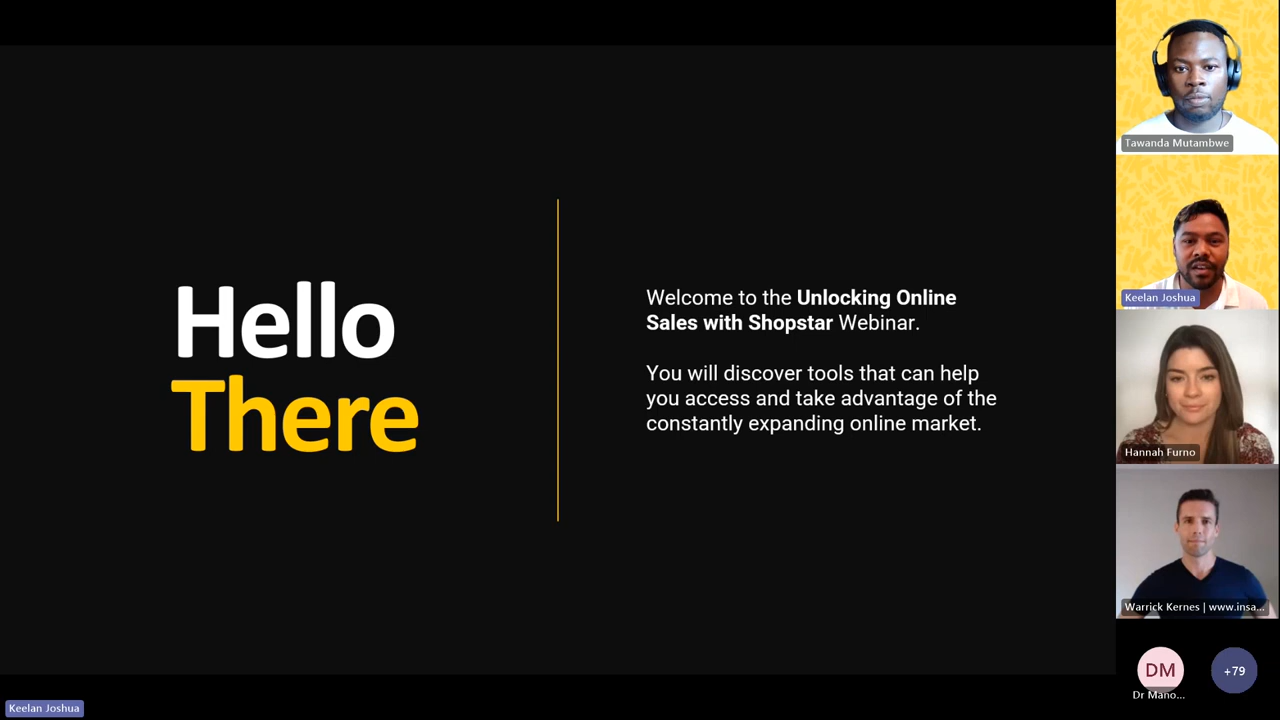 Hello
There
Welcome to the Unlocking Online
Sales with Shopstar Webinar.
You will discover tools that can help
you access and take advantage of the
constantly expanding online market.
Tawanda Mutambwe
Keelan Joshua
Hannah Furno
Warrick Kernes | www.insa...
DM
Dr Mano...
+79
Keelan Joshua